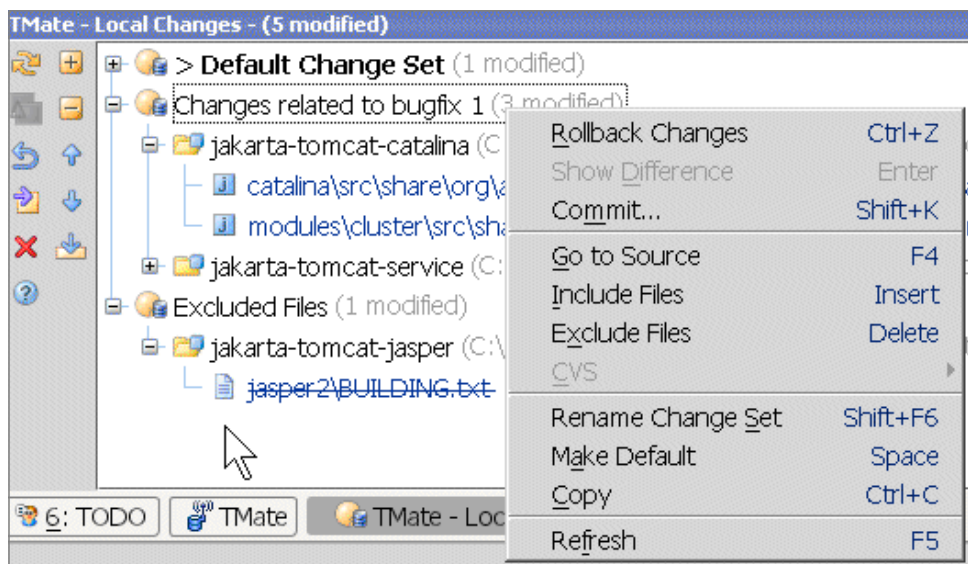 TMate - Local Changes - (5 modified)
> Default Change Set (1 modified)
Changes related to bugfix 1 (3 modified)
jakarta-tomcat-catalina (C
catalina\src\share\org\a
modules\cluster\src\sha
jakarta-tomcat-service (C:
Excluded Files (1 modified)
jakarta-tomcat-jasper (C:\
jasper2\BUILDING.txt
Rollback Changes Ctrl+Z
Show Difference Enter
Commit... Shift+K
Go to Source F4
Include Files Insert
Exclude Files Delete
CVS
Rename Change Set Shift+F6
Make Default Space
Copy Ctrl+C
Refresh F5
6: TODO TMate TMate - Loc